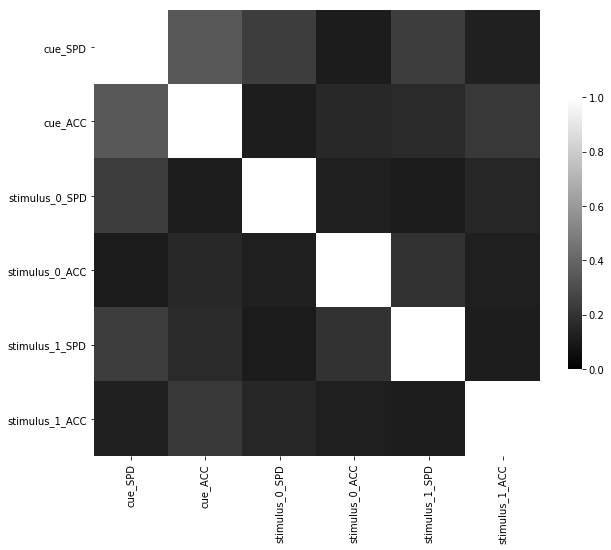 cue_SPD
cue_ACC
stimulus_0_SPD
stimulus_0_ACC
stimulus_1_SPD
stimulus_1_ACC
cue_SPD
cue_ACC
stimulus_0_SPD
stimulus_0_ACC
stimulus_1_SPD
stimulus_1_ACC
1.0
0.8
0.6
0.4
0.2
0.0